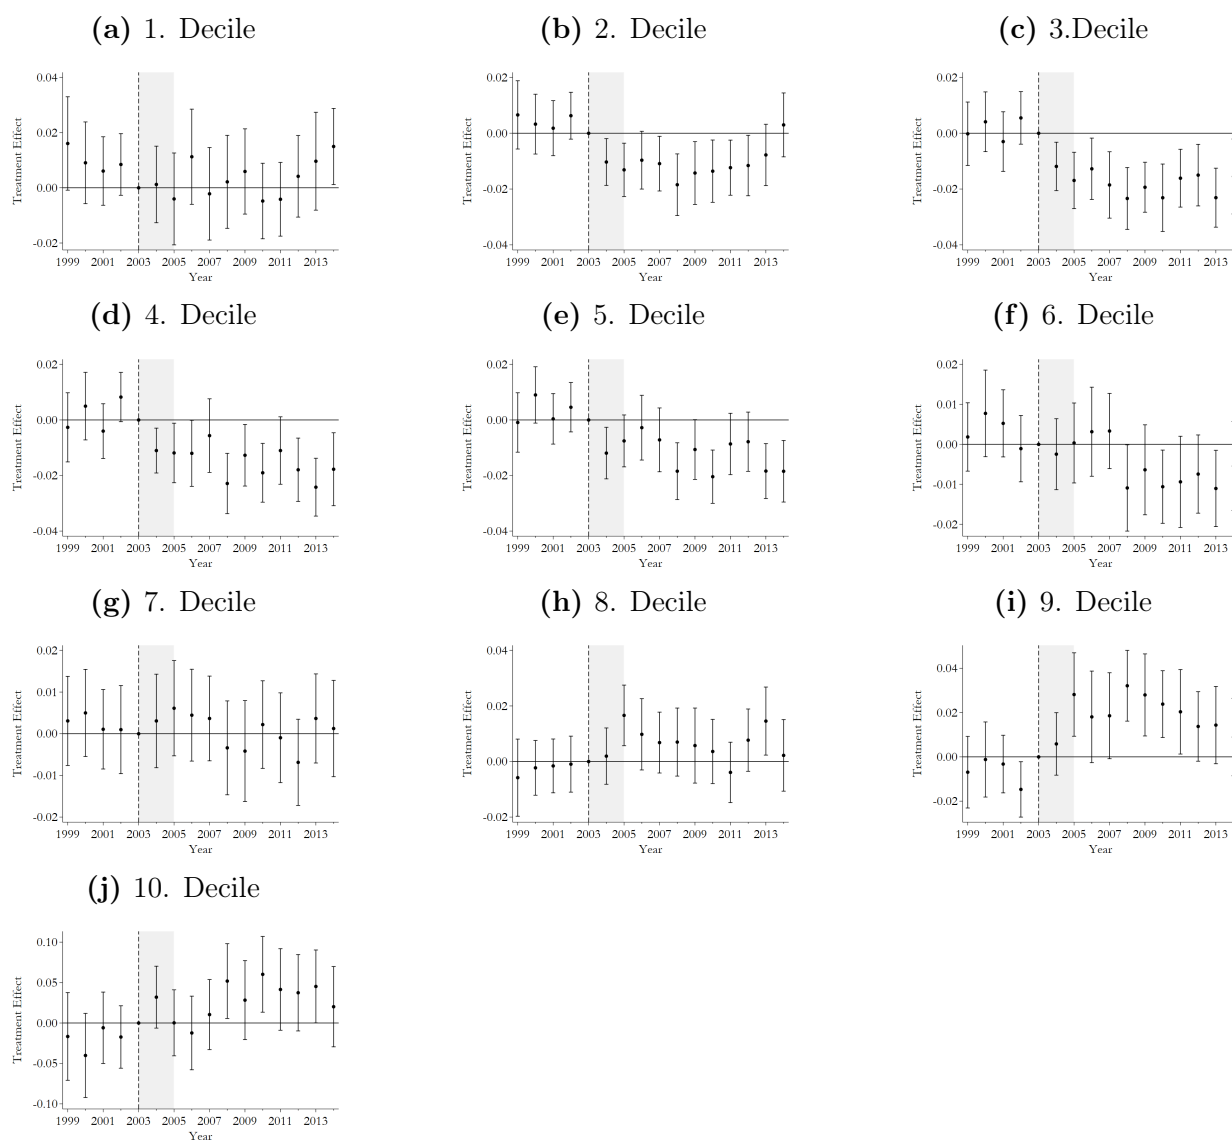 (a) 1. Decile
(b) 2. Decile
(c) 3.Decile
Treatment Effect
0.04
0.02
0.00
-0.02
1999 2001 2003 2005 2007 2009 2011 2013
Year
Treatment Effect
0.02
0.00
-0.02
-0.04
1999 2001 2003 2005 2007 2009 2011 2013
Year
Treatment Effect
0.02
0.00
-0.02
-0.04
1999 2001 2003 2005 2007 2009 2011 2013
Year
(d) 4. Decile
(e) 5. Decile
(f) 6. Decile
Treatment Effect
0.02
0.00
-0.02
-0.04
1999 2001 2003 2005 2007 2009 2011 2013
Year
Treatment Effect
0.02
0.00
-0.02
-0.04
1999 2001 2003 2005 2007 2009 2011 2013
Year
Treatment Effect
0.02
0.01
0.00
-0.01
-0.02
1999 2001 2003 2005 2007 2009 2011 2013
Year
(g) 7. Decile
(h) 8. Decile
(i) 9. Decile
Treatment Effect
0.02
0.01
0.00
-0.01
-0.02
1999 2001 2003 2005 2007 2009 2011 2013
Year
Treatment Effect
0.04
0.02
0.00
-0.02
1999 2001 2003 2005 2007 2009 2011 2013
Year
Treatment Effect
0.04
0.02
0.00
-0.02
1999 2001 2003 2005 2007 2009 2011 2013
Year
(j) 10. Decile
Treatment Effect
0.10
0.05
0.00
-0.05
-0.10
1999 2001 2003 2005 2007 2009 2011 2013
Year